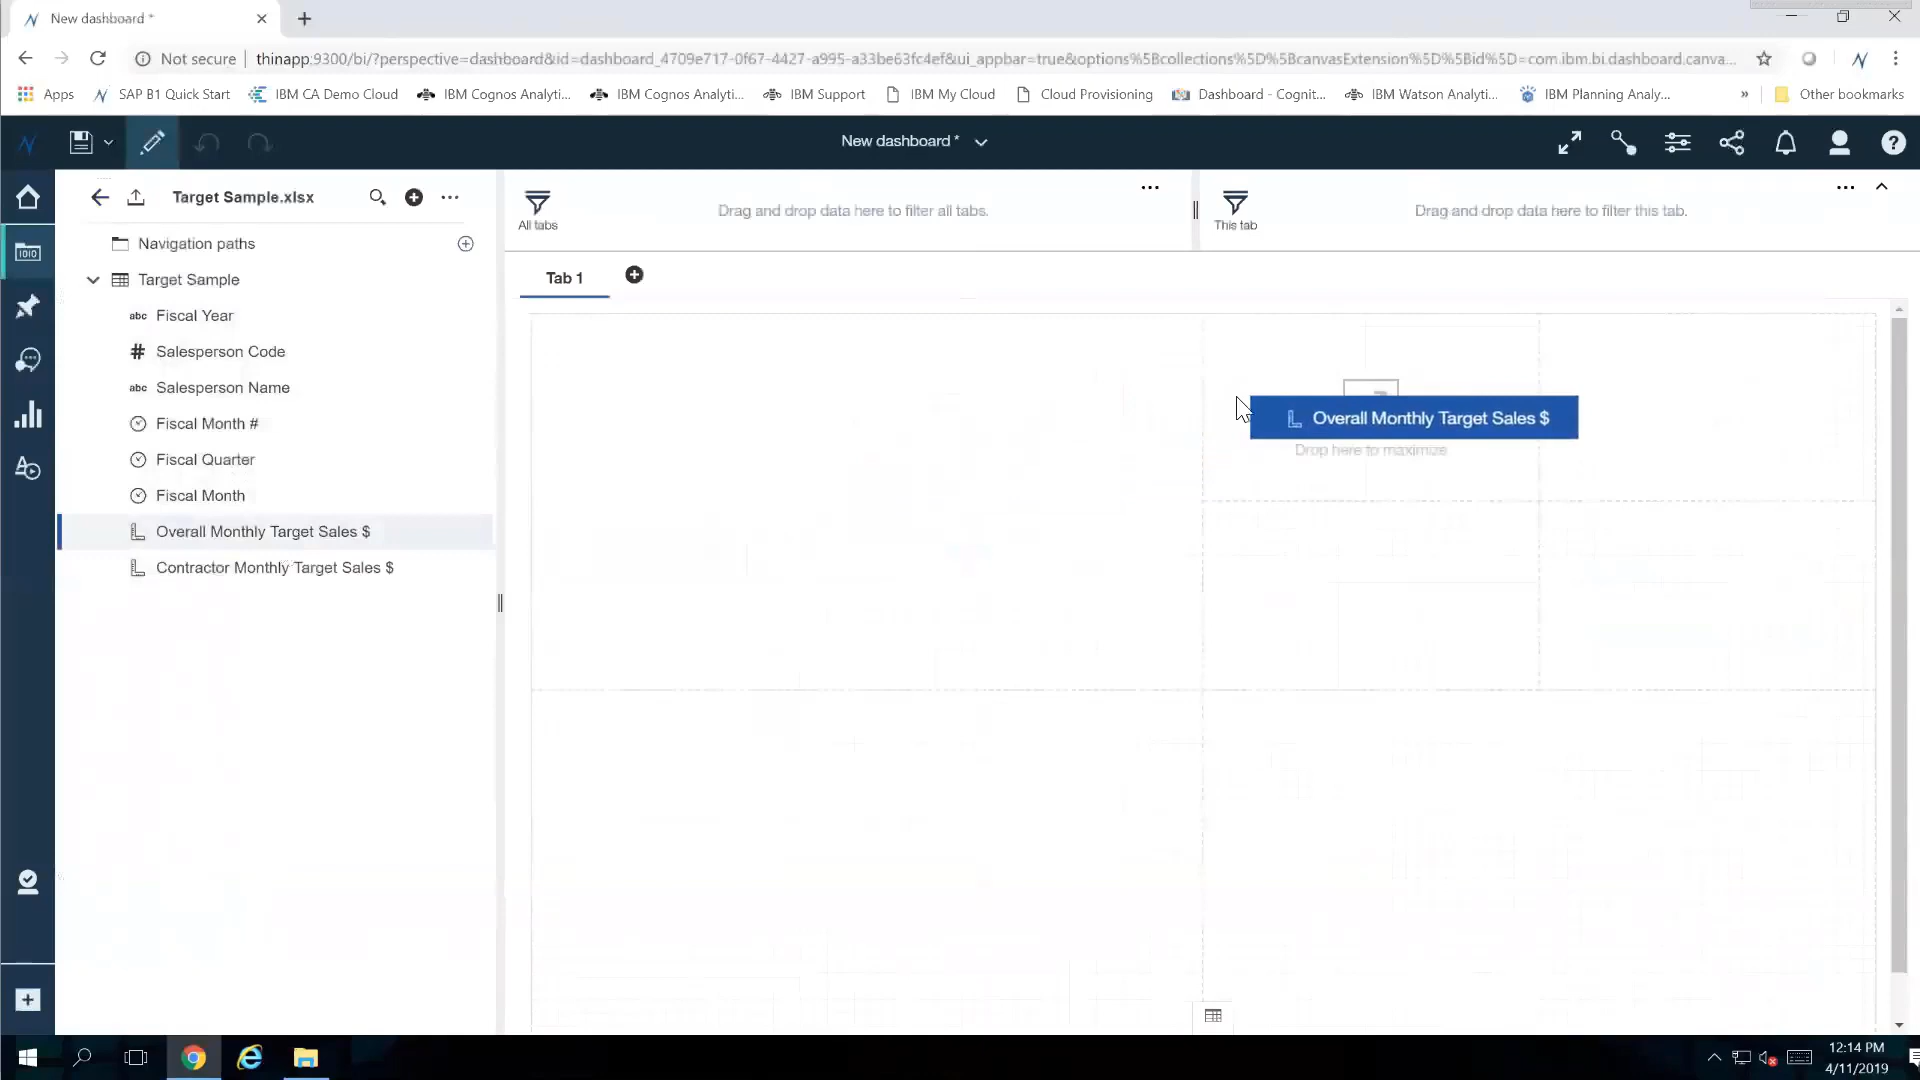 New dashboard *
Not secure
thinapp:9300/bi/?perspective=dashboard&id=dashboard_4709e717-0f67-4427-a995-a33be63fc4ef&ui_appbar=true&options%5Bcollections%5D%5BcanvasExtension%5D%5Bid%5D=com.ibm.bi.dashboard.canva...
Apps
SAP B1 Quick Start
IBM CA Demo Cloud
IBM Cognos Analyti...
IBM Cognos Analyti...
IBM Support
IBM My Cloud
Cloud Provisioning
Dashboard - Cognit...
IBM Watson Analyti...
IBM Planning Analy...
»
Other bookmarks
New dashboard *
Target Sample.xlsx
All tabs
Drag and drop data here to filter all tabs.
This tab
Drag and drop data here to filter this tab.
Navigation paths
Tab 1
Target Sample
abc Fiscal Year
# Salesperson Code
abc Salesperson Name
Fiscal Month #
Fiscal Quarter
Fiscal Month
Overall Monthly Target Sales $
Contractor Monthly Target Sales $
Overall Monthly Target Sales $
Drop here to maximize
12:14 PM
4/11/2019